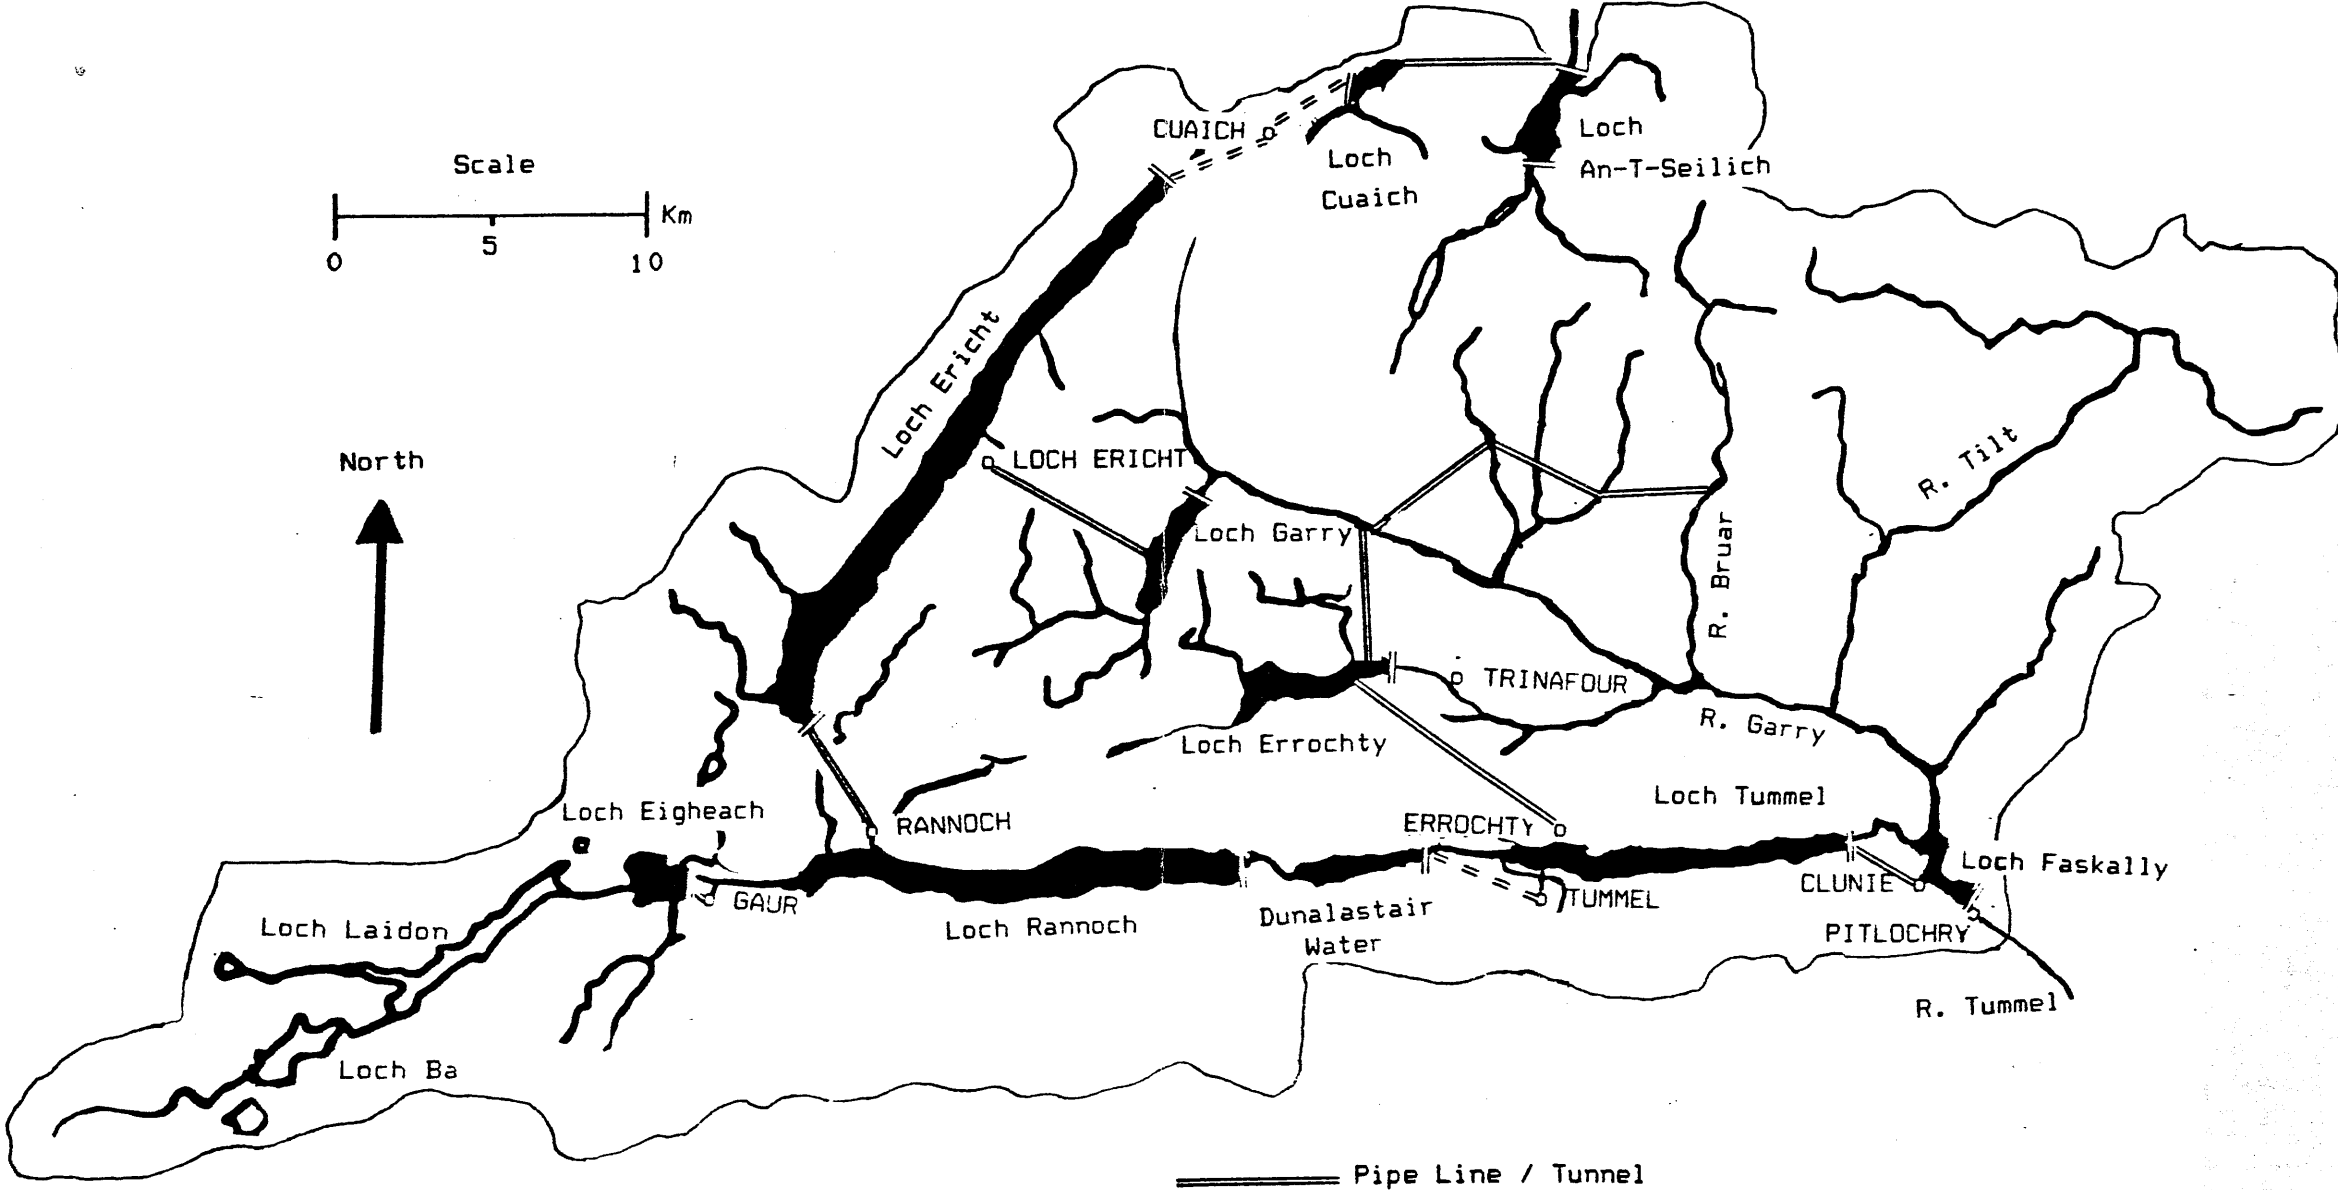 Scale
Km
0
5
10
North
CUAICH
Loch
Cuaich
Loch
An-T-Seilich
Loch Ericht
LOCH ERICHT
Loch Garry
R. Tilt
R. Bruar
TRINAFOUR
R. Garry
Loch Errochty
Loch Eigheach
RANNOCH
ERROCHTY
Loch Tummel
Loch Faskally
CLUNIE
GAUR
TUMMEL
Loch Laidon
Loch Rannoch
Dunalastair
Water
PITLOCHRY
R. Tummel
Loch Ba
Pipe Line / Tunnel